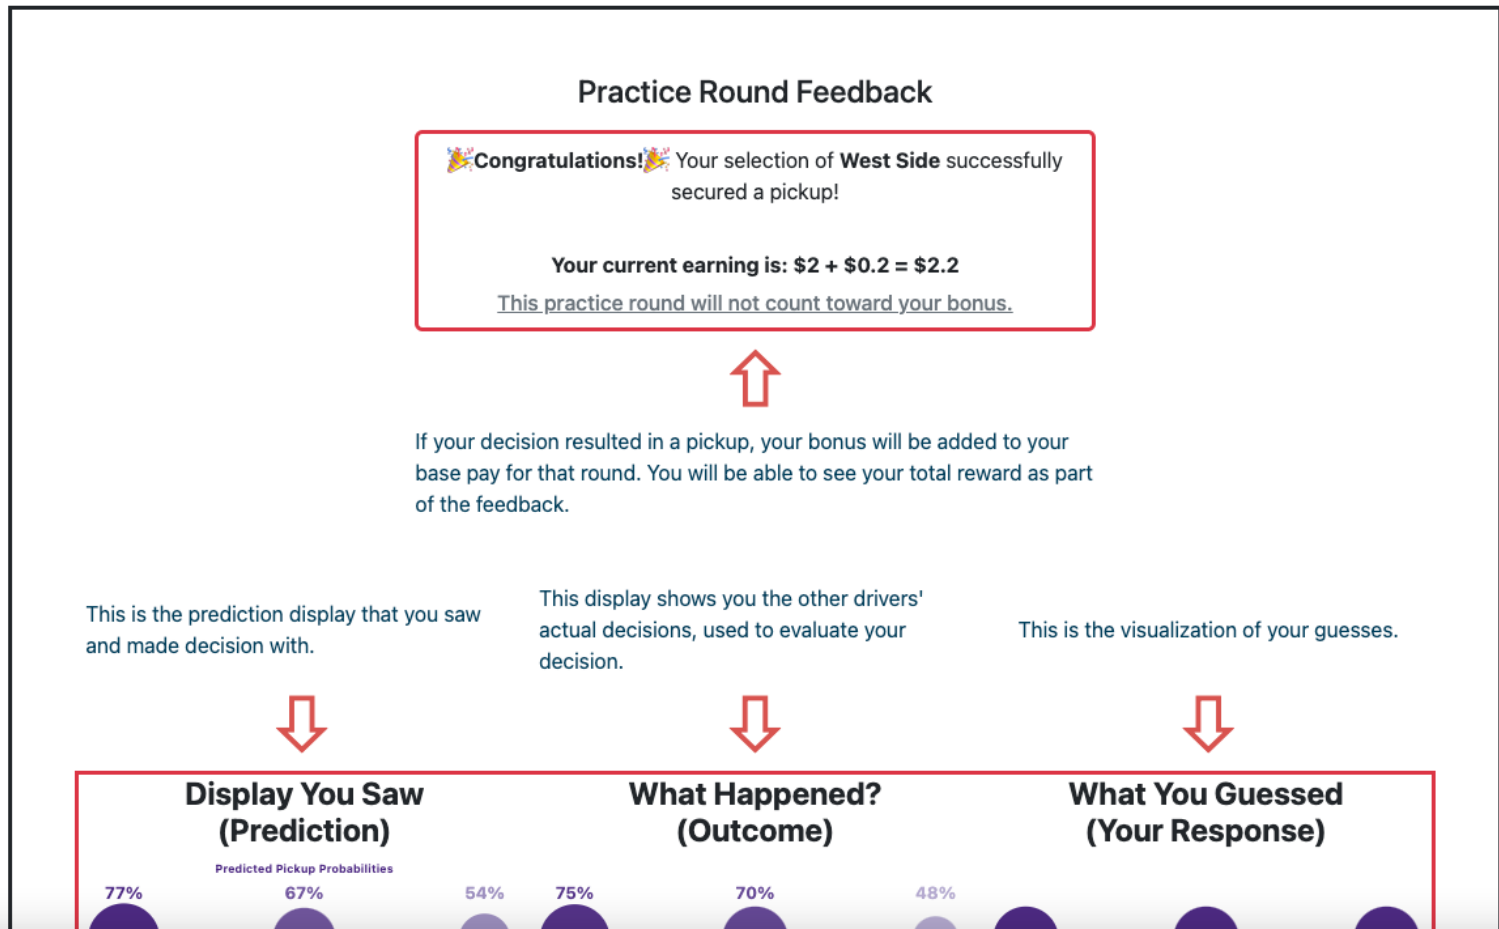 Practice Round Feedback
🎉Congratulations!🎉 Your selection of West Side successfully
secured a pickup!
Your current earning is: $2 + $0.2 = $2.2
This practice round will not count toward your bonus.
If your decision resulted in a pickup, your bonus will be added to your
base pay for that round. You will be able to see your total reward as part
of the feedback.
This is the prediction display that you saw
and made decision with.
This display shows you the other drivers'
actual decisions, used to evaluate your
decision.
This is the visualization of your guesses.
Display You Saw
(Prediction)
Predicted Pickup Probabilities
77% 67% 54%
What Happened?
(Outcome)
75% 70% 48%
What You Guessed
(Your Response)